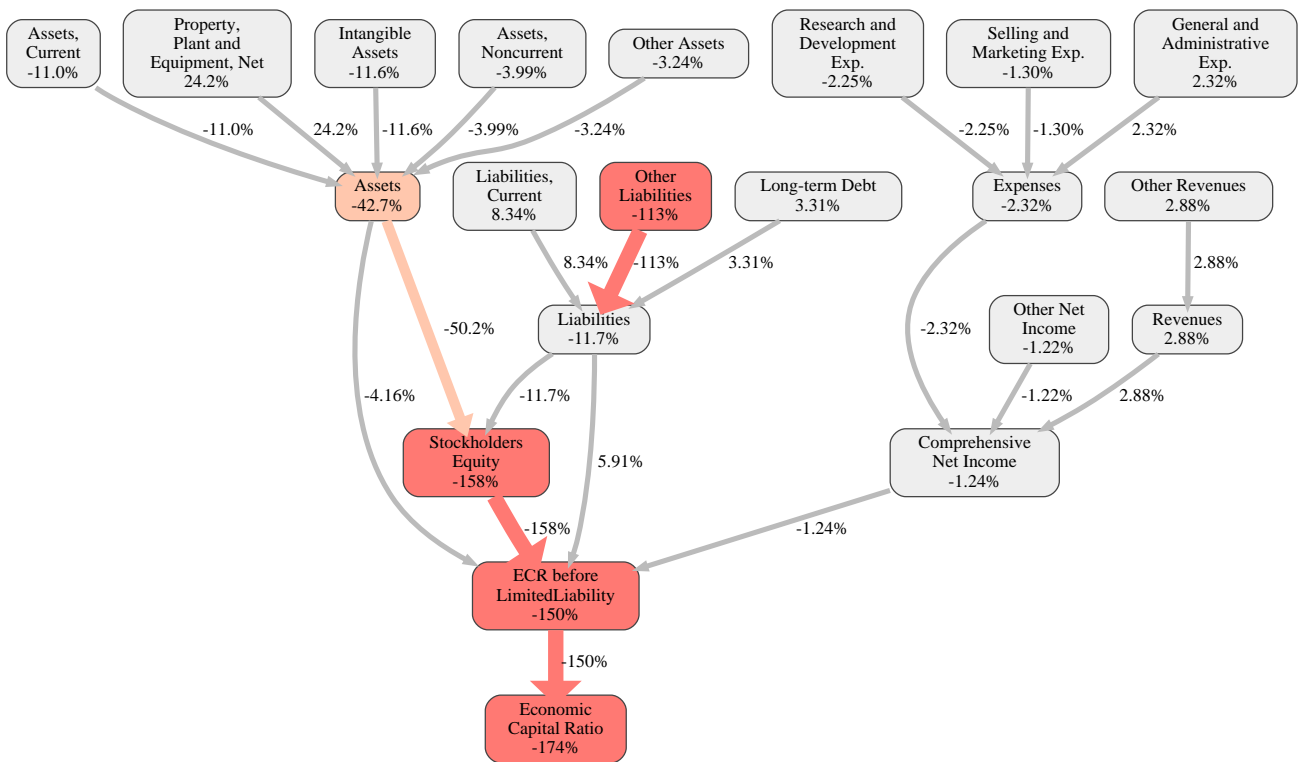 Assets,
Current
-11.0%
Property,
Plant and
Equipment, Net
24.2%
Intangible
Assets
-11.6%
Assets,
Noncurrent
-3.99%
Other Assets
-3.24%
Research and
Development
Exp.
-2.25%
Selling and
Marketing Exp.
-1.30%
General and
Administrative
Exp.
2.32%
-11.0%
24.2%
-11.6%
-3.99%
-3.24%
-2.25%
-1.30%
2.32%
Assets
-42.7%
Liabilities,
Current
8.34%
Other
Liabilities
-113%
Long-term Debt
3.31%
Expenses
-2.32%
Other Revenues
2.88%
8.34%
-113%
3.31%
2.88%
Liabilities
-11.7%
Other Net
Income
-1.22%
Revenues
2.88%
-50.2%
-2.32%
-4.16%
-11.7%
-1.22%
2.88%
Stockholders
Equity
-158%
5.91%
Comprehensive
Net Income
-1.24%
-158%
-1.24%
ECR before
LimitedLiability
-150%
-150%
Economic
Capital Ratio
-174%